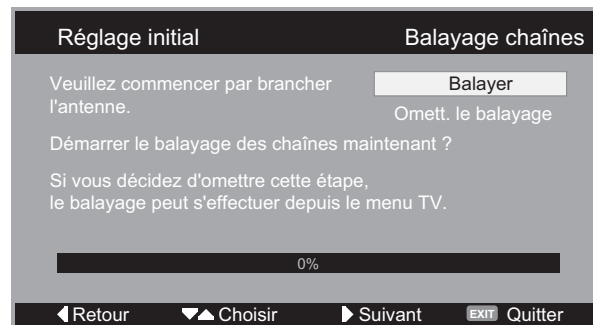 Réglage initial Balayage chaînes
Veuillez commencer par brancher
l'antenne.
Balayer
Omett. le balayage
Démarrer le balayage des chaînes maintenant ?
Si vous décidez d'omettre cette étape,
le balayage peut s'effectuer depuis le menu TV.
0%
Retour Choisir Suivant EXIT Quitter